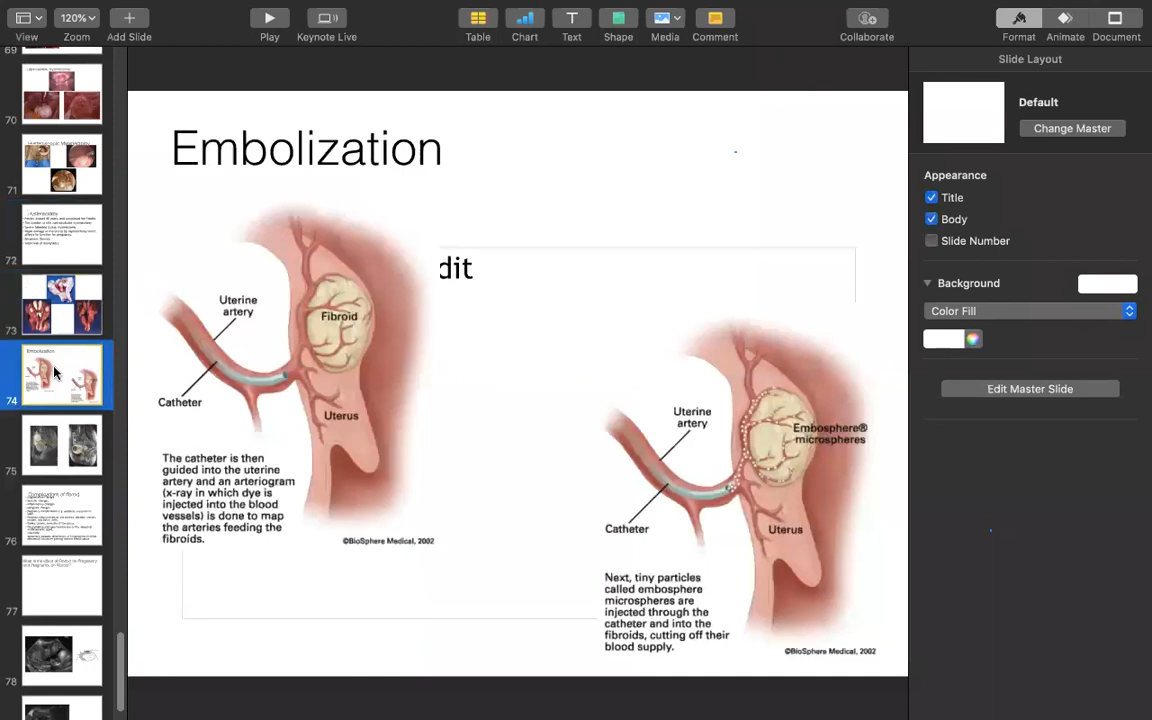 120%
View
Zoom
Add Slide
Play
Keynote Live
Table
Chart
Text
Shape
Media
Comment
Collaborate
Format
Animate
Document
69
70
71
72
73
Embolization
74
75
Complications of Fibroid
76
77
78
Embolization
dit
Uterine
artery
Fibroid
Catheter
Uterus
The catheter is then
guided into the uterine
artery and an arteriogram
(x-ray in which dye is
injected into the blood
vessels) is done to map
the arteries feeding the
fibroids.
©BioSphere Medical, 2002
Uterine
artery
Embosphere®
microspheres
Catheter
Uterus
Next, tiny particles
called embosphere
microspheres are
injected through the
catheter and into the
fibroids, cutting off their
blood supply.
©BioSphere Medical, 2002
Slide Layout
Default
Change Master
Appearance
Title
Body
Slide Number
Background
Color Fill
Edit Master Slide